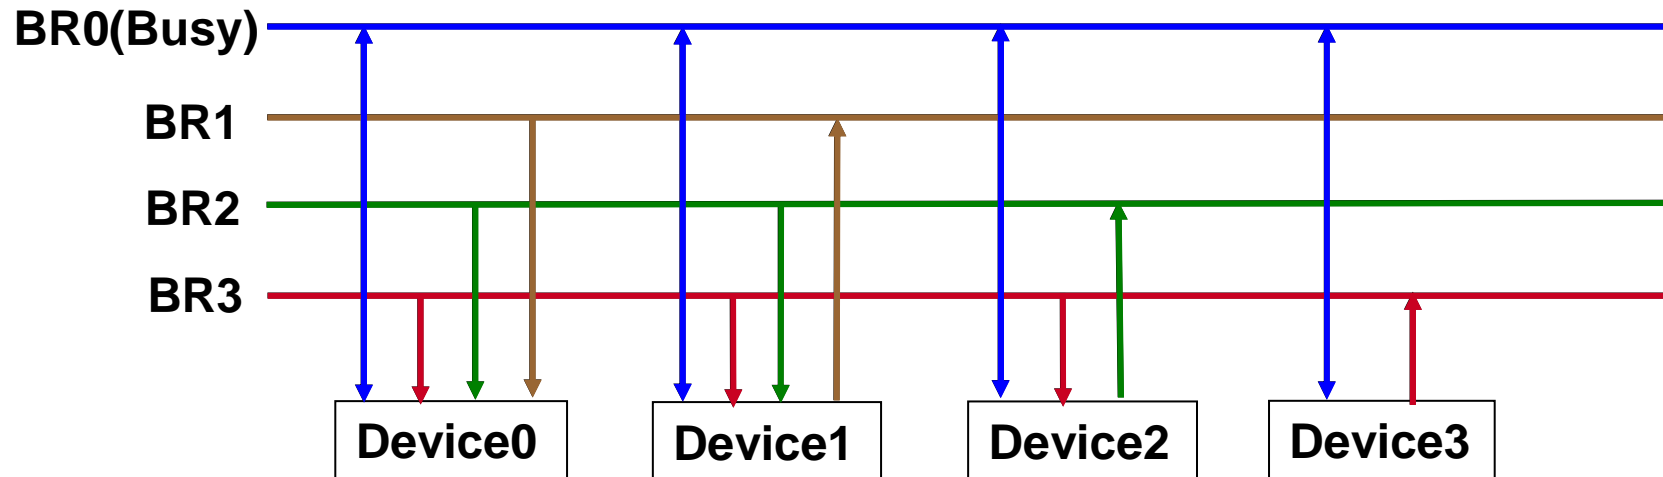 BR0(Busy)
BR1
BR2
BR3
Device0 Device1 Device2 Device3